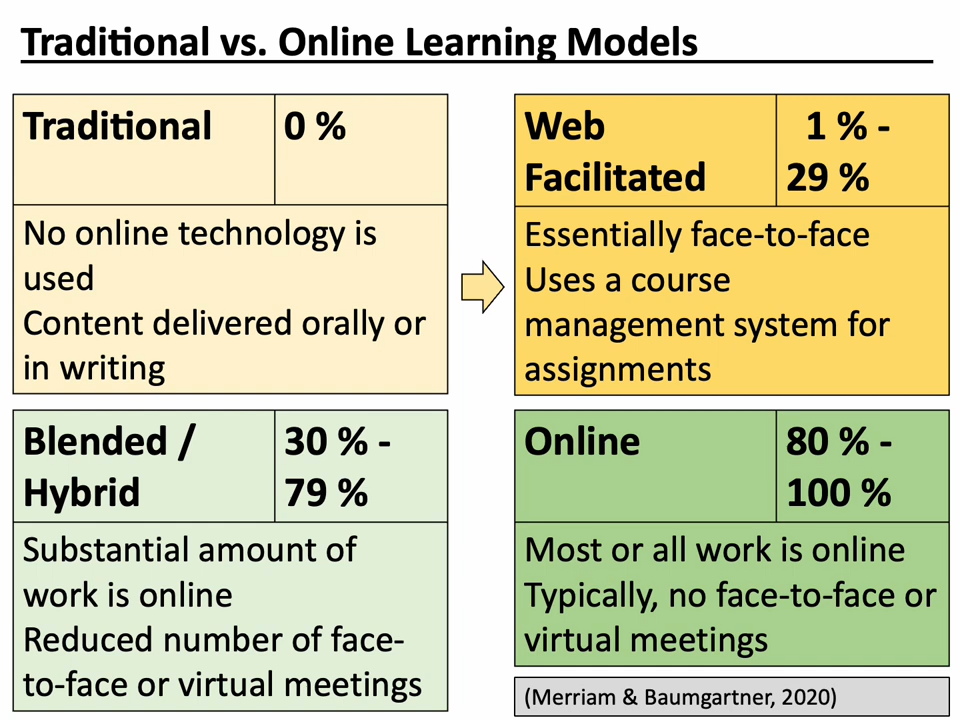 Traditional vs. Online Learning Models
Traditional
0 %
No online technology is
used
Content delivered orally or
in writing
Web
Facilitated
1 % -
29 %
Essentially face-to-face
Uses a course
management system for
assignments
Blended /
Hybrid
30 % -
79 %
Substantial amount of
work is online
Reduced number of face-
to-face or virtual meetings
Online
80 % -
100 %
Most or all work is online
Typically, no face-to-face or
virtual meetings
(Merriam & Baumgartner, 2020)